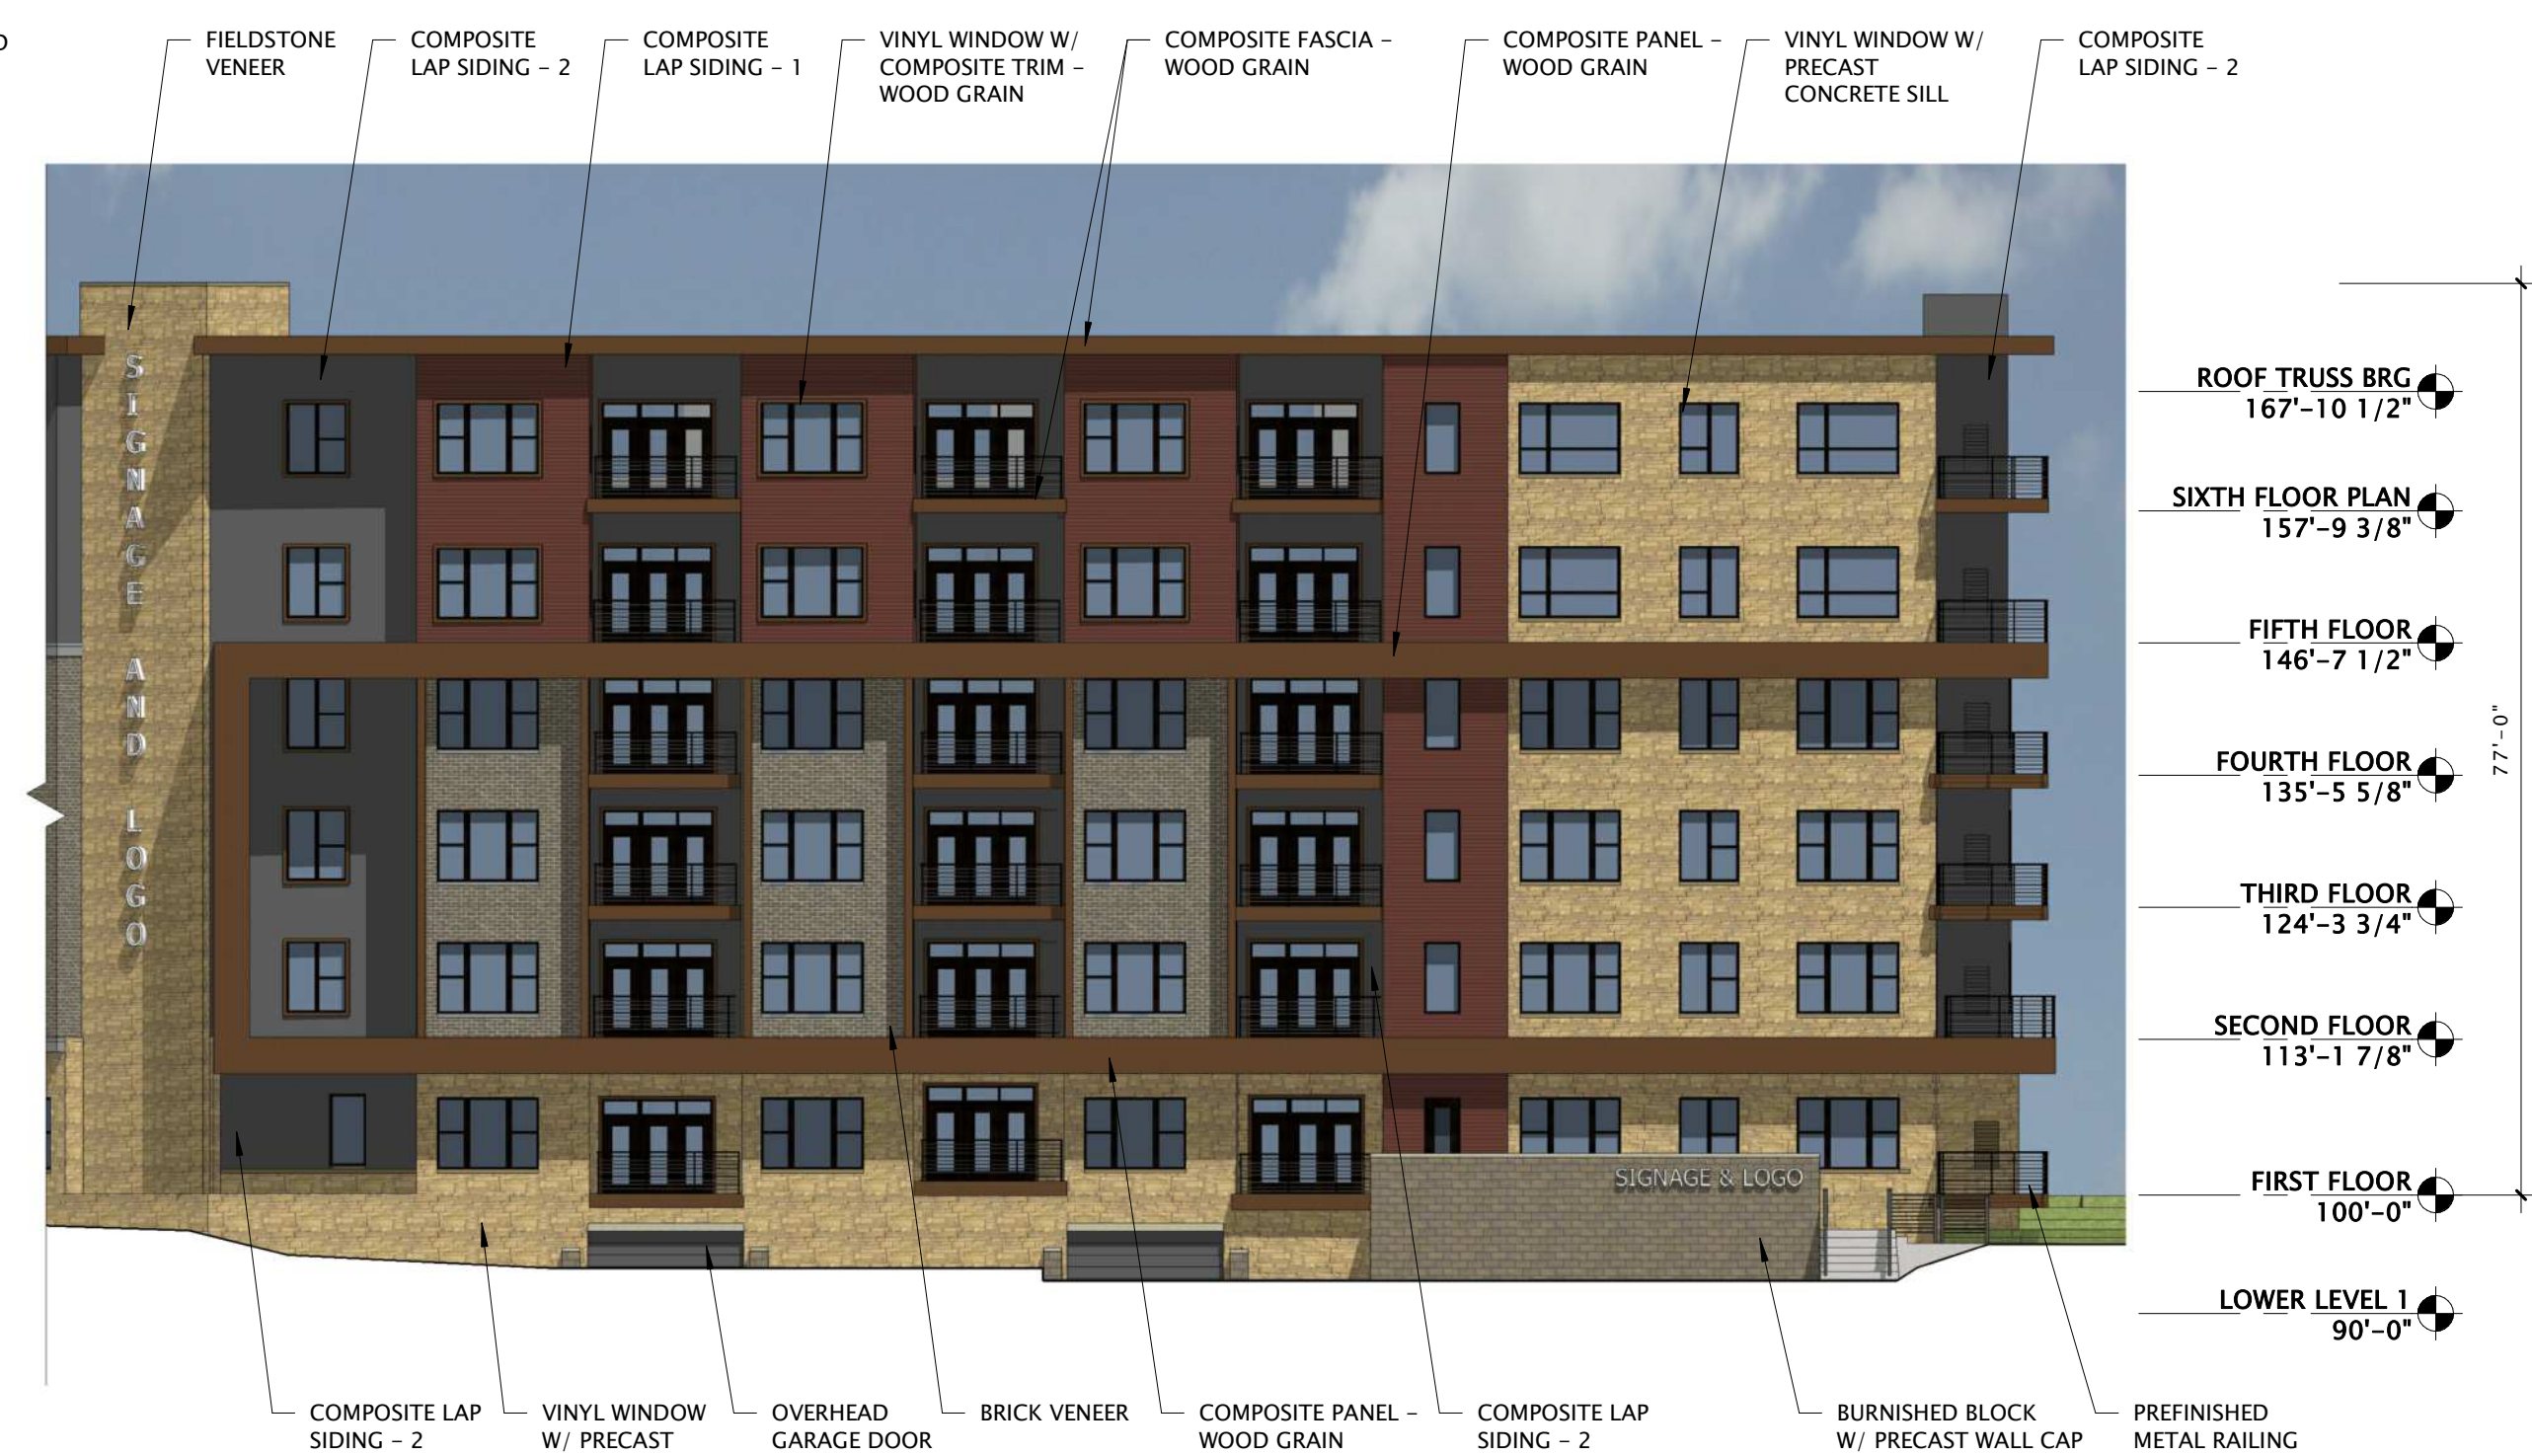 FIELDSTONE
VENEER
COMPOSITE
LAP SIDING - 2
COMPOSITE
LAP SIDING - 1
VINYL WINDOW W/
COMPOSITE TRIM -
WOOD GRAIN
COMPOSITE FASCIA -
WOOD GRAIN
COMPOSITE PANEL -
WOOD GRAIN
VINYL WINDOW W/
PRECAST
CONCRETE SILL
COMPOSITE
LAP SIDING - 2
SIGNAGE AND LOGO
ROOF TRUSS BRG
167'-10 1/2"
SIXTH FLOOR PLAN
157'-9 3/8"
FIFTH FLOOR
146'-7 1/2"
FOURTH FLOOR
135'-5 5/8"
77'-0"
THIRD FLOOR
124'-3 3/4"
SECOND FLOOR
113'-1 7/8"
SIGNAGE & LOGO
FIRST FLOOR
100'-0"
LOWER LEVEL 1
90'-0"
COMPOSITE LAP
SIDING - 2
VINYL WINDOW
W/ PRECAST
OVERHEAD
GARAGE DOOR
BRICK VENEER
COMPOSITE PANEL -
WOOD GRAIN
COMPOSITE LAP
SIDING - 2
BURNISHED BLOCK
W/ PRECAST WALL CAP
PREFINISHED
METAL RAILING